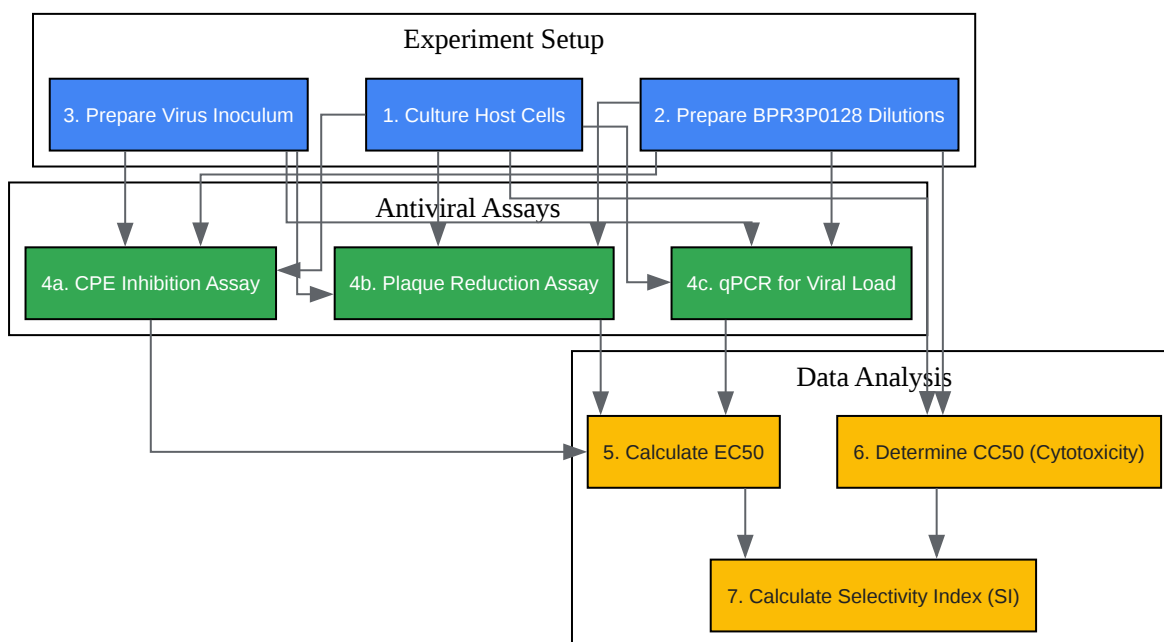 Experiment Setup
3. Prepare Virus Inoculum
1. Culture Host Cells
2. Prepare BPR3P0128 Dilutions
Antiviral Assays
4a. CPE Inhibition Assay
4b. Plaque Reduction Assay
4c. qPCR for Viral Load
Data Analysis
5. Calculate EC50
6. Determine CC50 (Cytotoxicity)
7. Calculate Selectivity Index (SI)